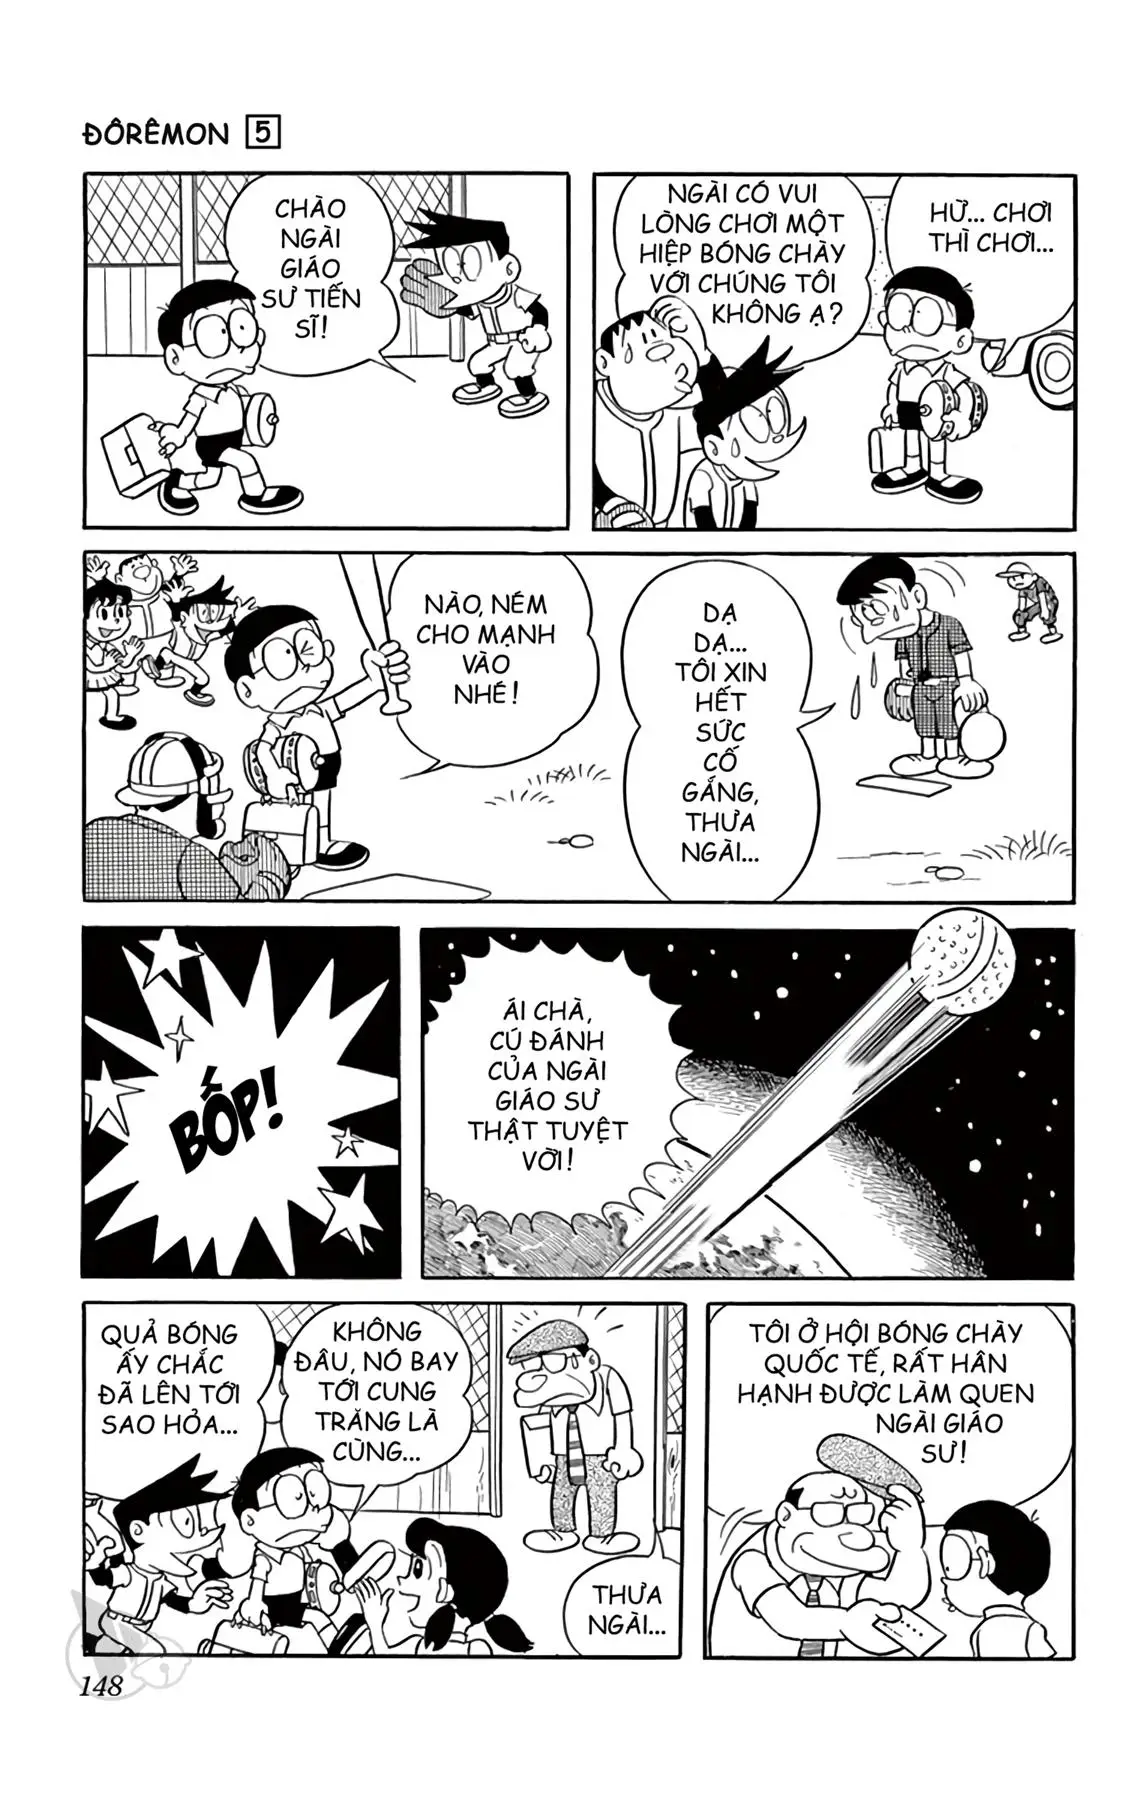 ĐÔRÊMON 5
CHÀO
NGÀI
GIÁO
SƯ TIẾN
SĨ!
NGÀI CÓ VUI
LÒNG CHƠI MỘT
HIỆP BÓNG CHÀY
VỚI CHÚNG TÔI
KHÔNG Ạ?
HỪ... CHƠI
THÌ CHƠI...
NÀO, NÉM
CHO MẠNH
VÀO
NHÉ!
DẠ
DẠ...
TÔI XIN
HẾT
SỨC
CỐ
GẮNG,
THƯA
NGÀI...
BỐP!
ÁI CHÀ,
CÚ ĐÁNH
CỦA NGÀI
GIÁO SƯ
THẬT TUYỆT
VỜI!
QUẢ BÓNG
ẤY CHẮC
ĐÃ LÊN TỚI
SAO HỎA...
KHÔNG
ĐÂU, NÓ BAY
TỚI CUNG
TRĂNG LÀ
CÙNG...
THƯA
NGÀI...
TÔI Ở HỘI BÓNG CHÀY
QUỐC TẾ, RẤT HÂN
HẠNH ĐƯỢC LÀM QUEN
NGÀI GIÁO
SƯ!
148